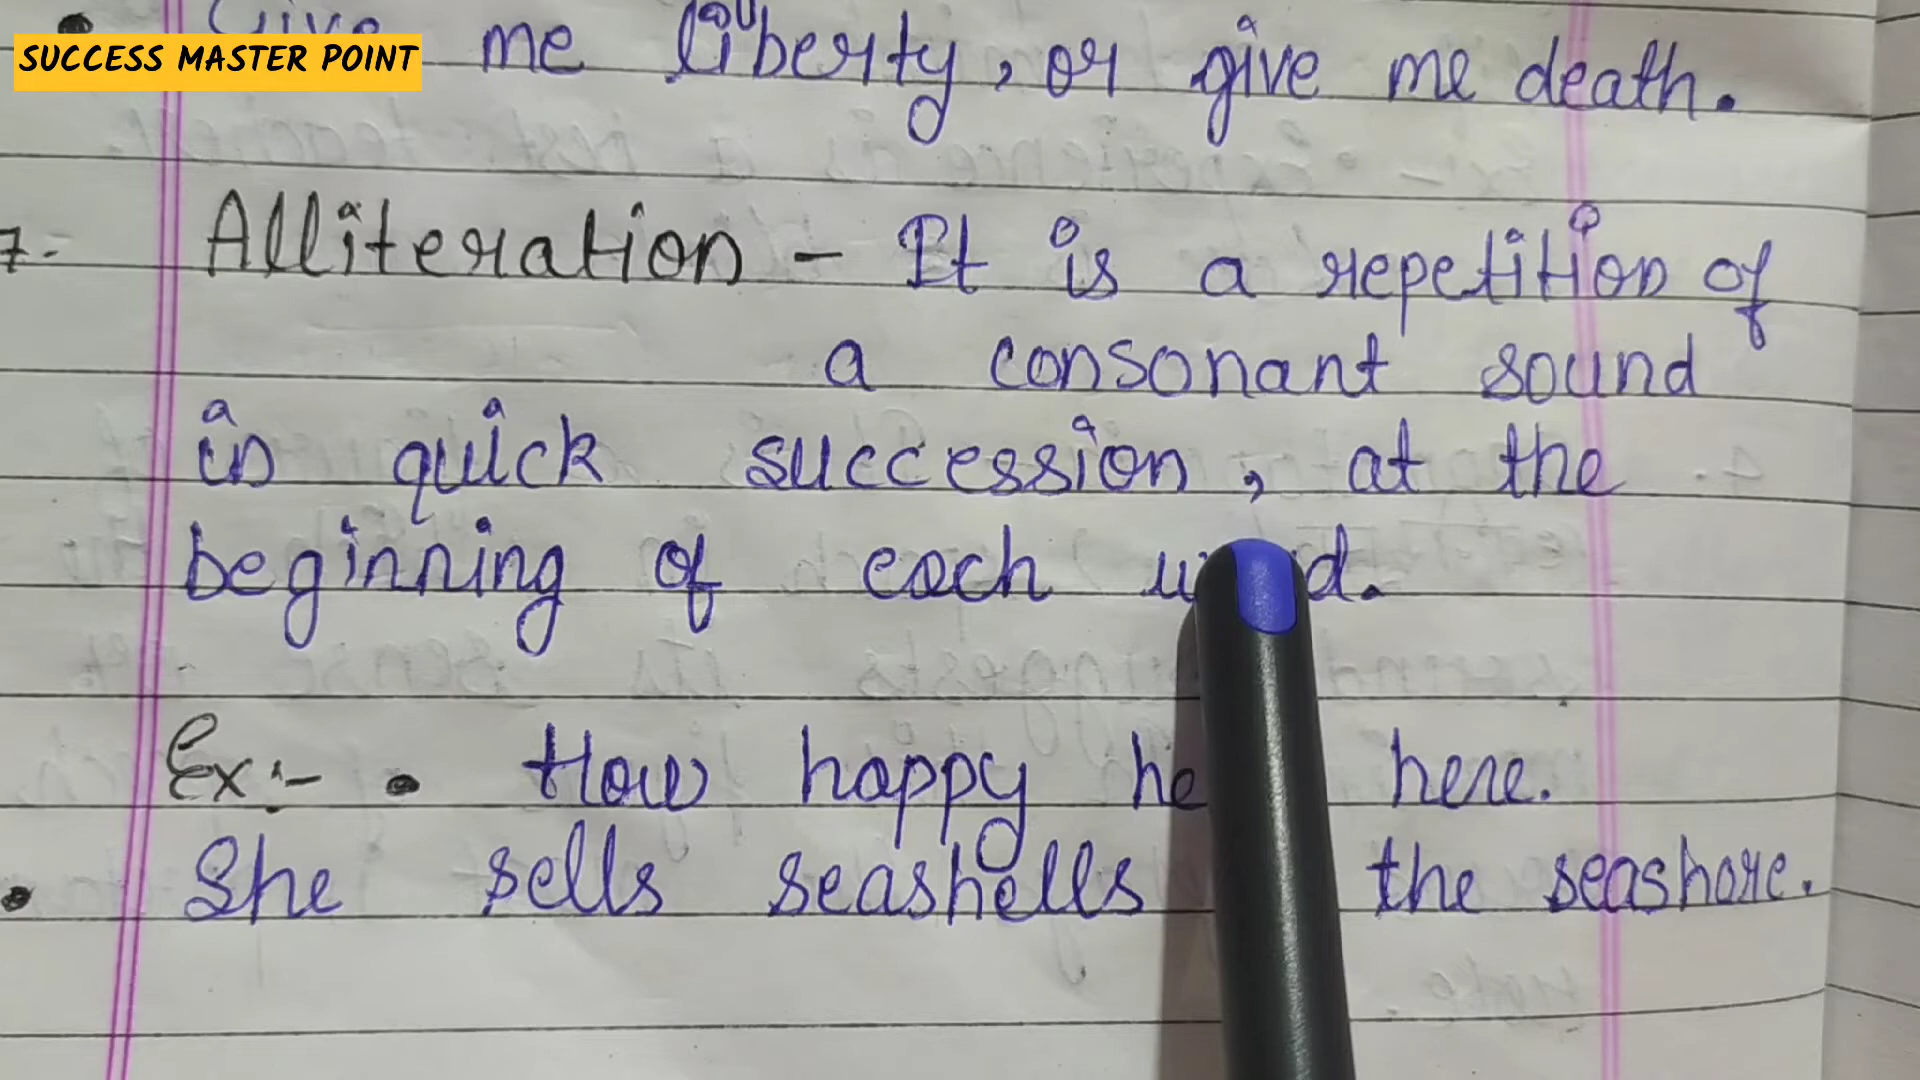 SUCCESS MASTER POINT
me liberty, or give me death.
7. Alliteration - It is a repetition of
a consonant sound
in quick succession, at the
beginning of each
Ex:- • How happy here.
• She sells seashells the seashore.